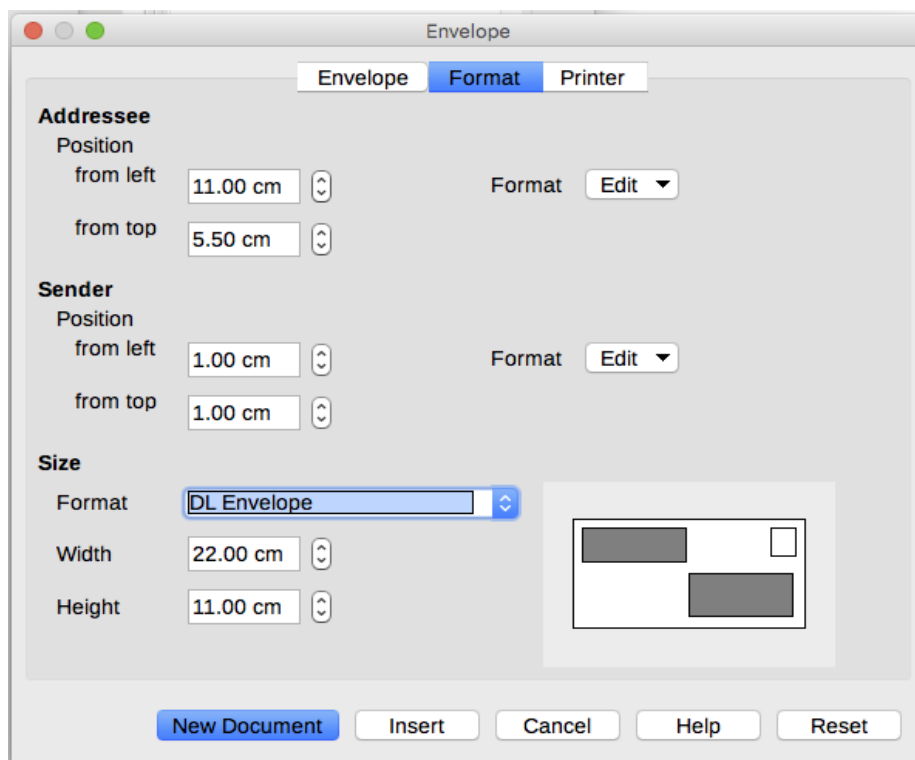 Envelope
Envelope Format Printer
Addressee
Position
from left 11.00 cm Format Edit
from top 5.50 cm
Sender
Position
from left 1.00 cm Format Edit
from top 1.00 cm
Size
Format DL Envelope
Width 22.00 cm
Height 11.00 cm
New Document Insert Cancel Help Reset